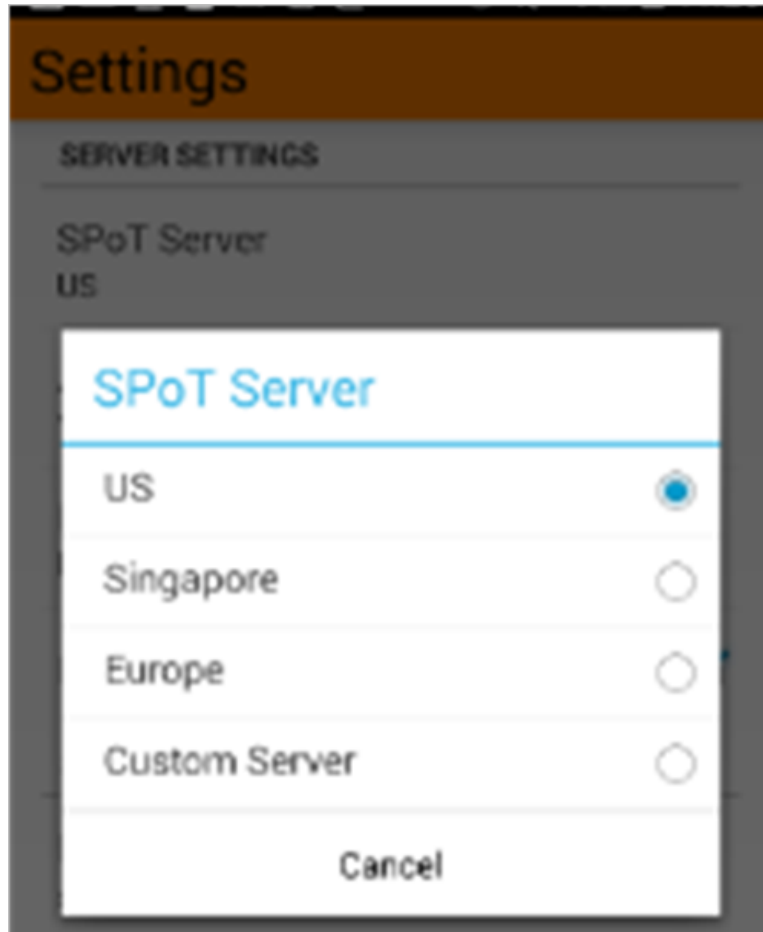 Settings
SERVER SETTINGS
SPoT Server
US
SPoT Server
US
Singapore
Europe
Custom Server
Cancel